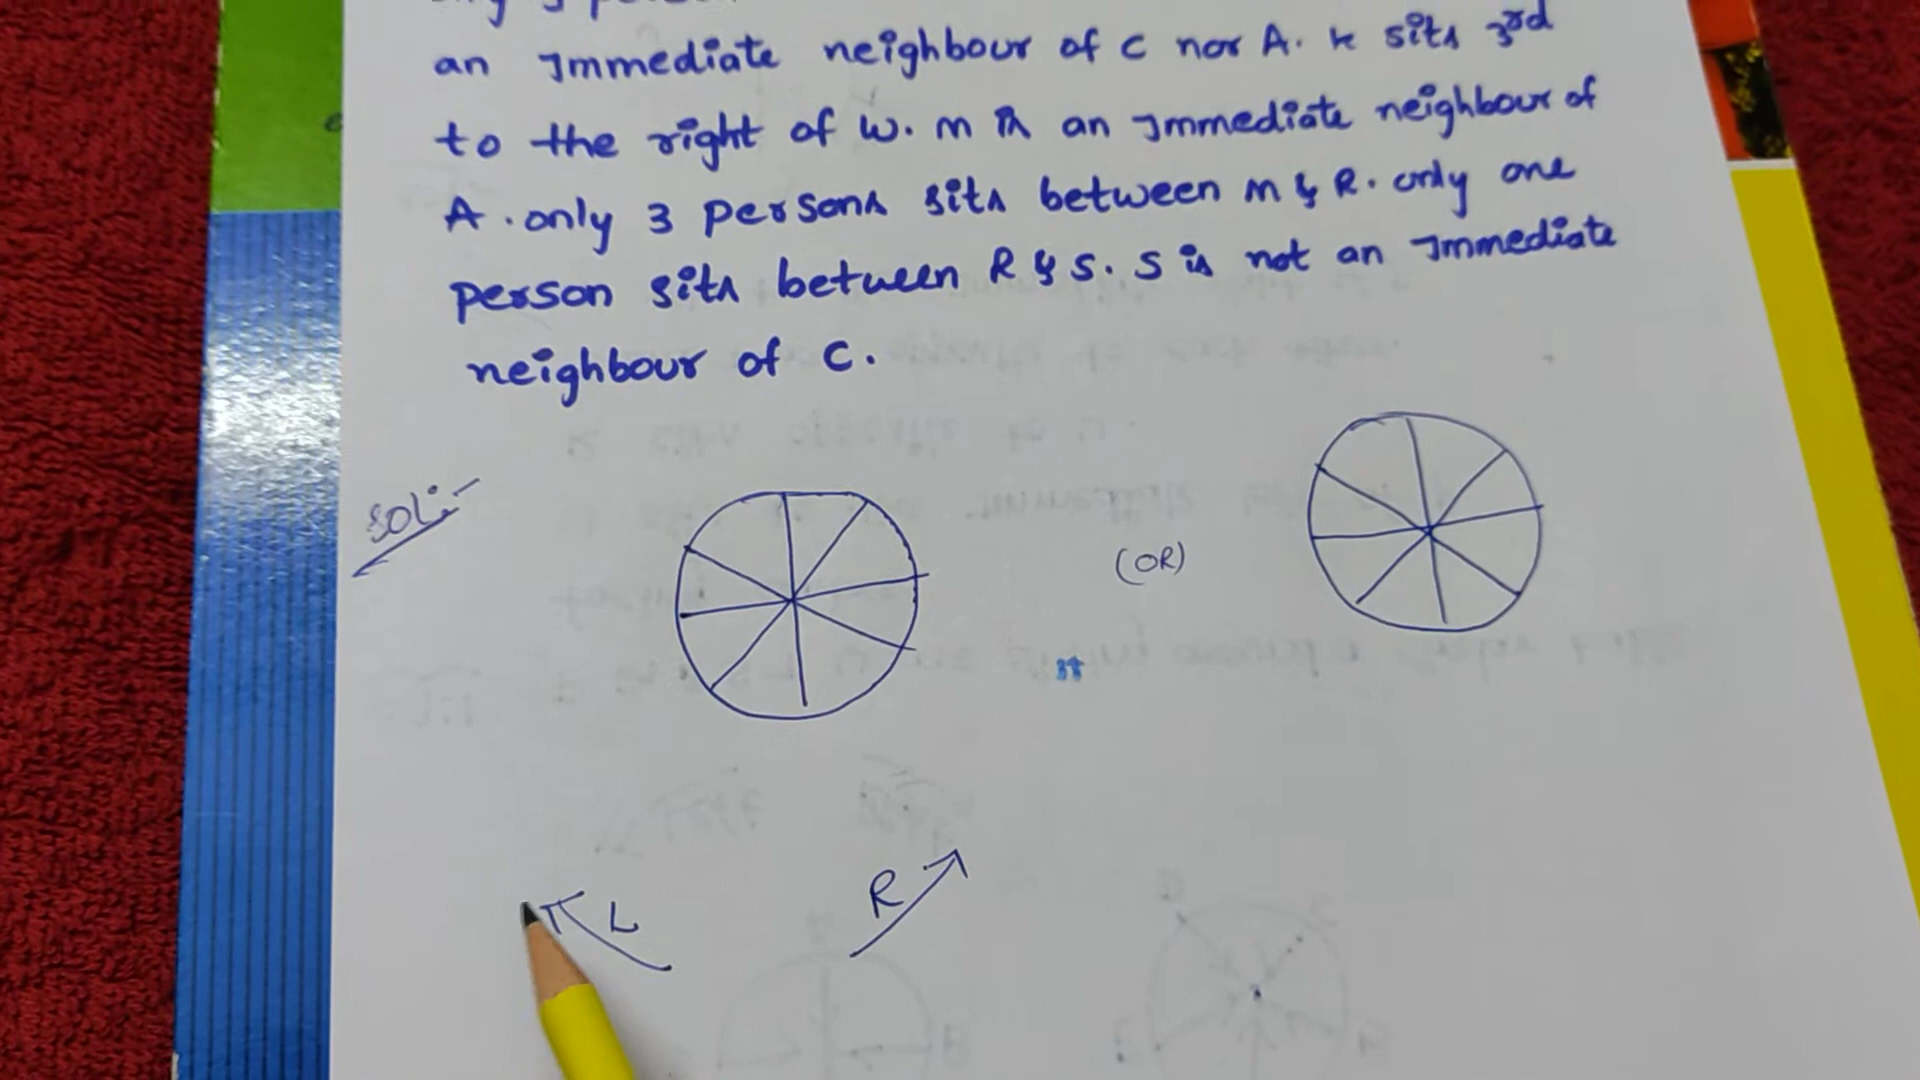 an Immediate neighbour of C nor A. K sits 3rd
to the right of W. M is an Immediate neighbour of
A. only 3 persons sits between M & R. only one
person sits between R & S. S is not an Immediate
neighbour of C.
SOL:-
(OR)
L
R